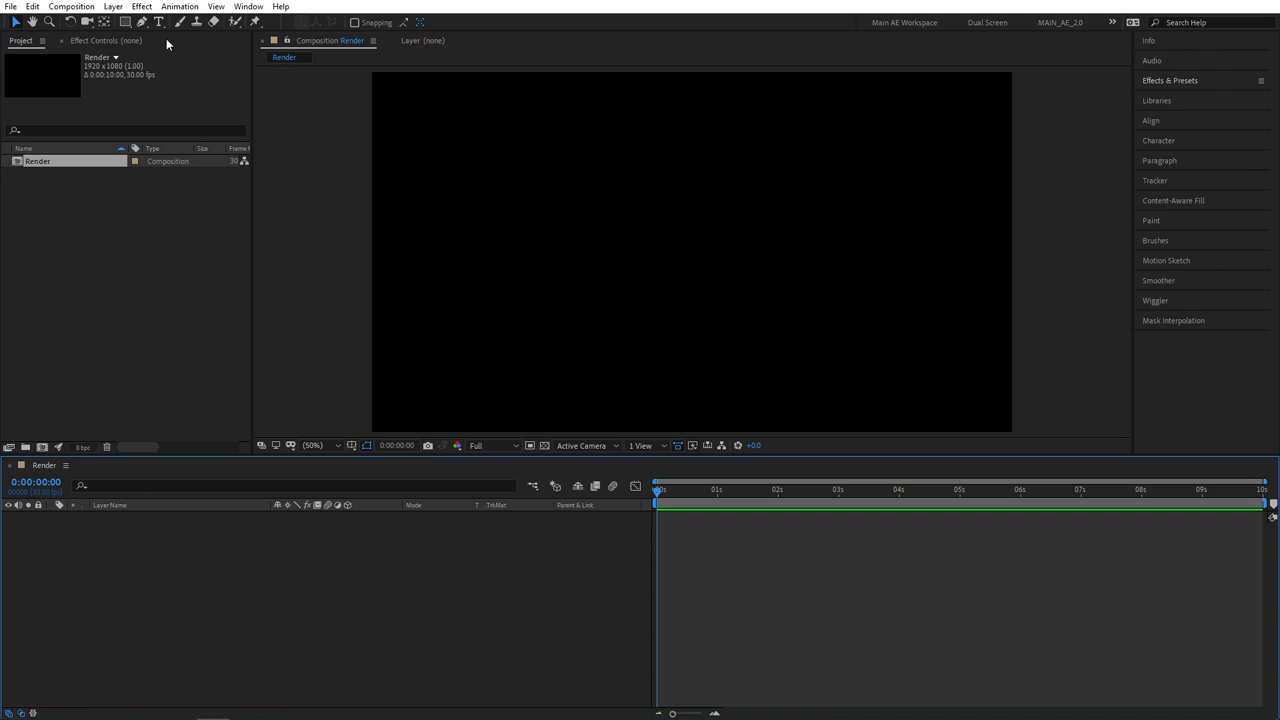 File Edit Composition Layer Effect Animation View Window Help
Snapping Main AE Workspace Dual Screen MAIN_AE_2.0 Search Help
Project Effect Controls (none) Composition Render Layer (none) Info
Render Render
1920 x 1080 (1.00)
Δ 0:00:10:00, 30.00 fps
Audio
Effects & Presets
Libraries
Align
Character
Paragraph
Tracker
Content-Aware Fill
Paint
Brushes
Motion Sketch
Smoother
Wiggler
Mask Interpolation
Name Type Size Frame
Render Composition 30
8 bpc (50%) 0:00:00:00 Full Active Camera 1 View +0.0
Render
0:00:00:00
00000 (30.00 fps)
01s 02s 03s 04s 05s 06s 07s 08s 09s 10s
# Layer Name Mode T .TrkMat Parent & Link